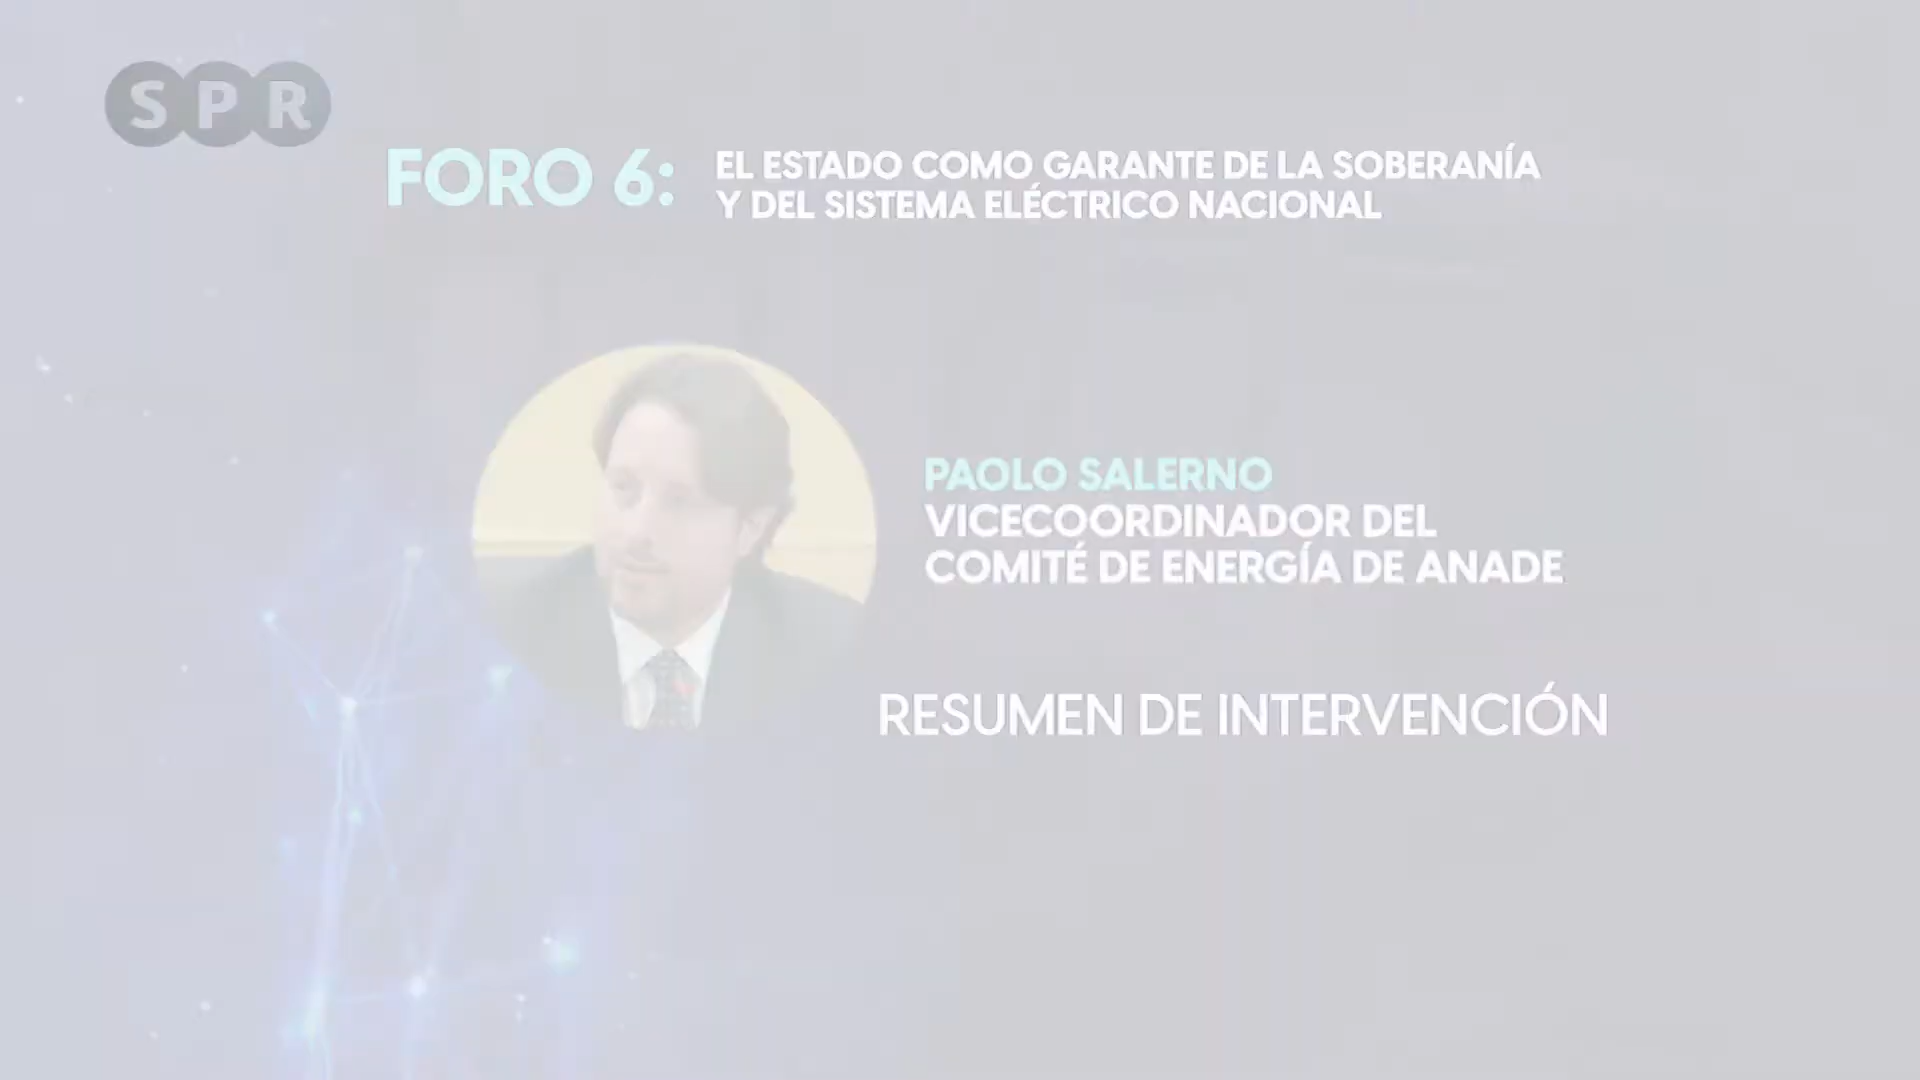 SPR
FORO 6:
EL ESTADO COMO GARANTE DE LA SOBERANÍA
Y DEL SISTEMA ELÉCTRICO NACIONAL
PAOLO SALERNO
VICECOORDINADOR DEL
COMITÉ DE ENERGÍA DE ANADE
RESUMEN DE INTERVENCIÓN